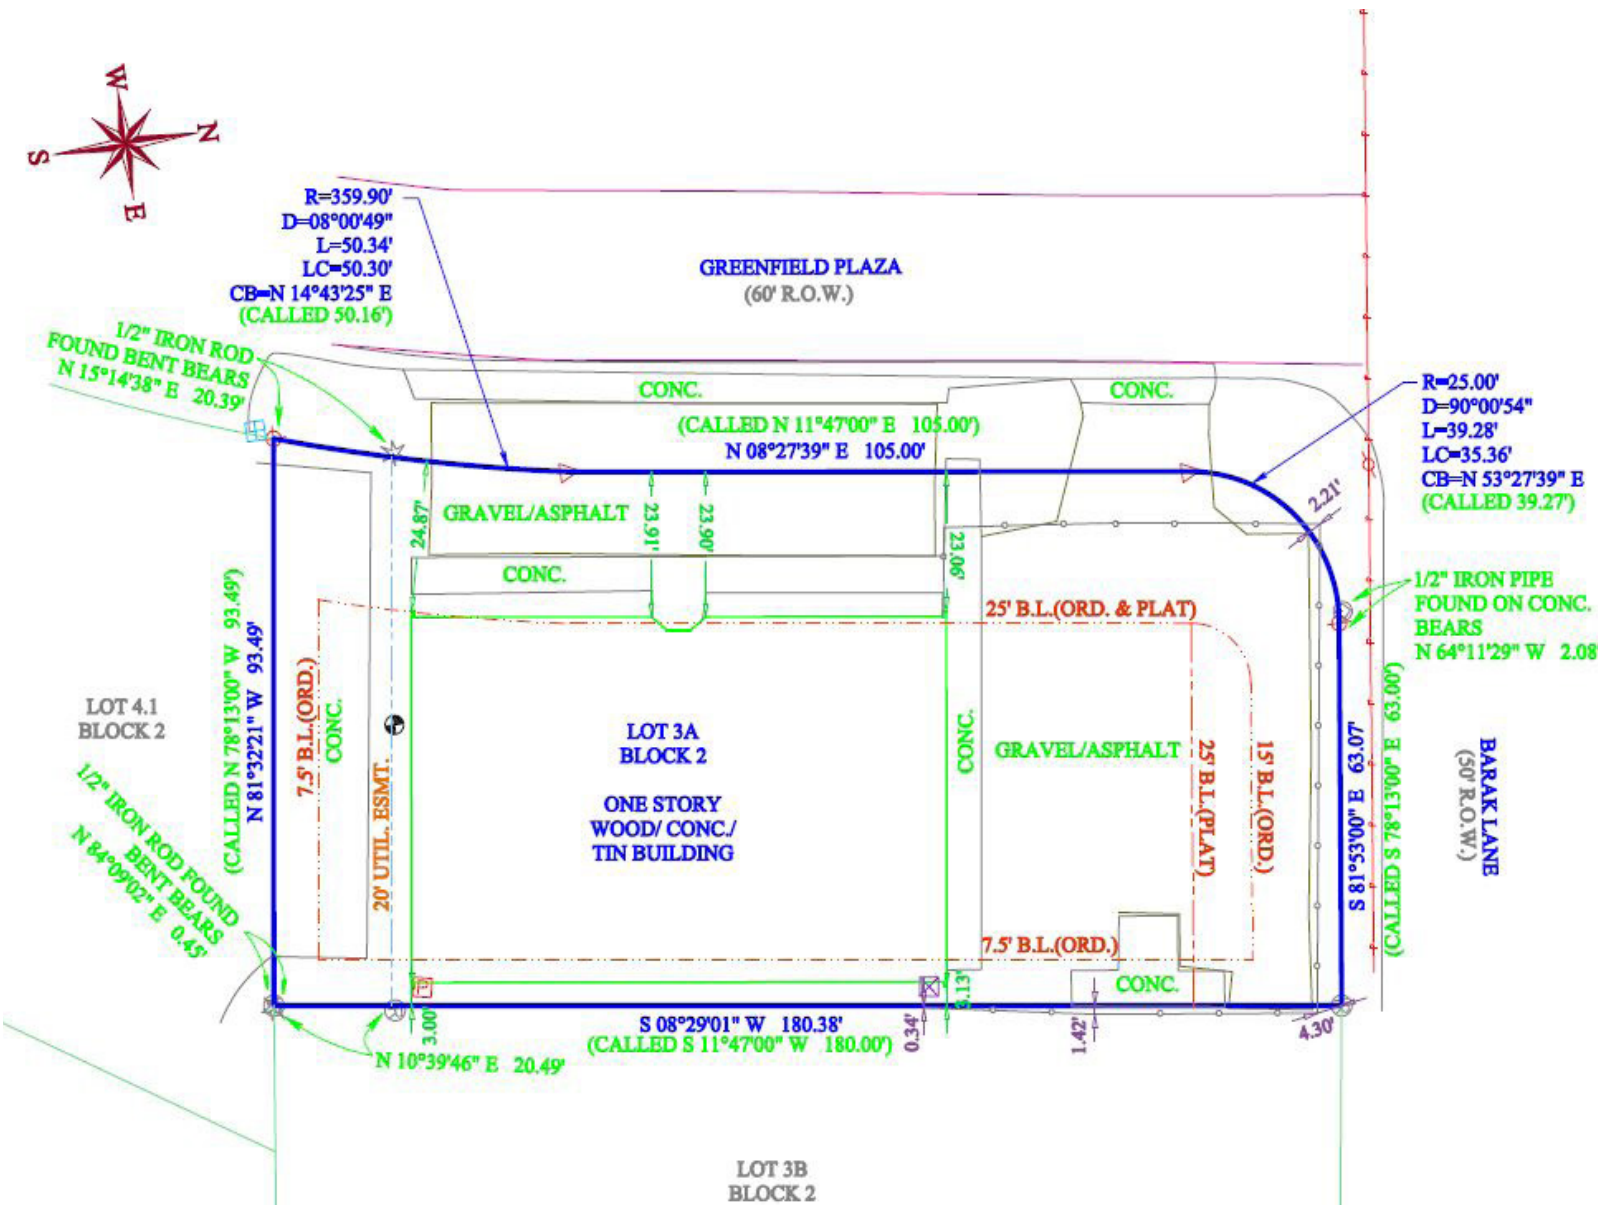 W
N
S
E
R=359.90'
D=08°00'49"
L=50.34'
LC=50.30'
CB=N 14°43'25" E
(CALLED 50.16')
GREENFIELD PLAZA
(60' R.O.W.)
1/2" IRON ROD
FOUND BENT BEARS
N 15°14'38" E 20.39'
CONC.
CONC.
(CALLED N 11°47'00" E 105.00')
N 08°27'39" E 105.00'
R=25.00'
D=90°00'54"
L=39.28'
LC=35.36'
CB=N 53°27'39" E
(CALLED 39.27')
2.21'
24.87'
GRAVEL/ASPHALT
23.91'
23.90'
23.06'
CONC.
1/2" IRON PIPE
FOUND ON CONC.
BEARS
N 64°11'29" W 2.08'
25' B.L.(ORD. & PLAT)
(CALLED N 78°13'00" W 93.49')
N 81°32'21" W 93.49'
7.5' B.L.(ORD.)
CONC.
20' UTIL. ESMT.
LOT 4.1
BLOCK 2
LOT 3A
BLOCK 2
ONE STORY
WOOD/ CONC./
TIN BUILDING
CONC.
GRAVEL/ASPHALT
25' B.L.(PLAT)
15' B.L.(ORD.)
S 81°53'00" E 63.07'
(CALLED S 78°13'00" E 63.00')
BARAK LANE
(50' R.O.W.)
1/2" IRON ROD FOUND
BENT BEARS
N 84°09'02" E 0.45'
7.5' B.L.(ORD.)
CONC.
3.13'
3.00'
S 08°29'01" W 180.38'
(CALLED S 11°47'00" W 180.00')
0.34'
1.42'
4.30'
N 10°39'46" E 20.49'
LOT 3B
BLOCK 2